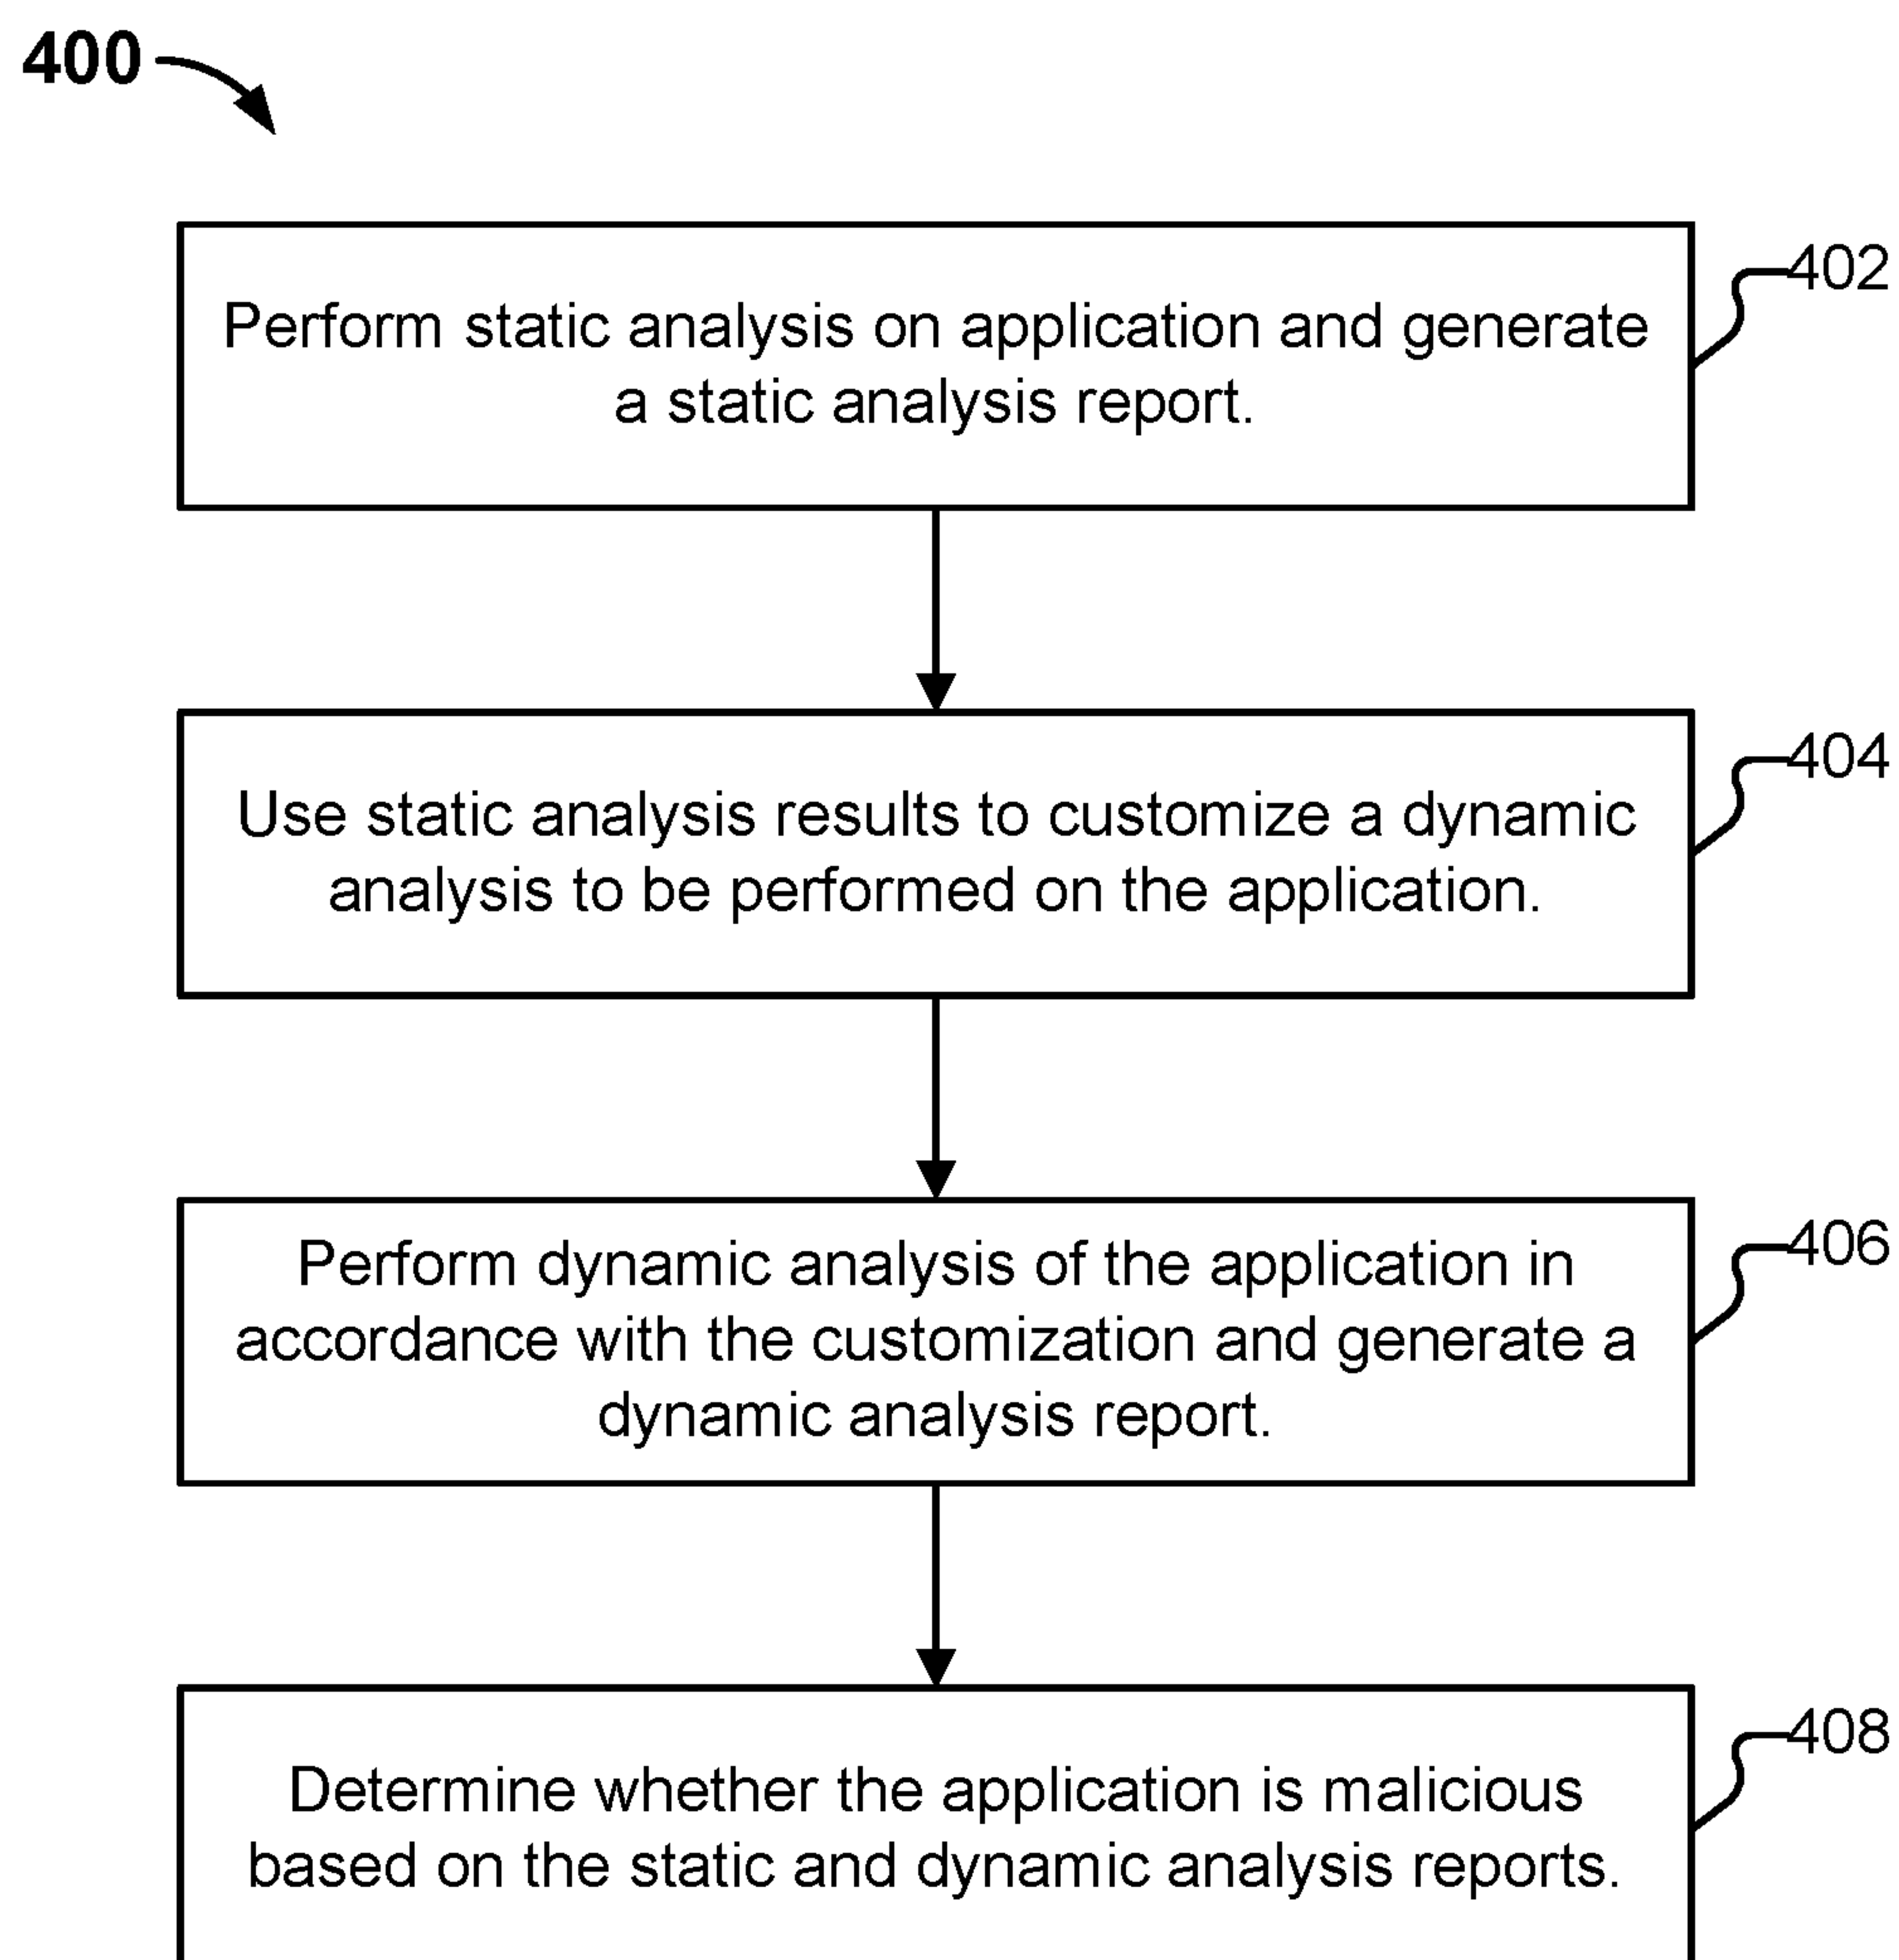 400
402
Perform static analysis on application and generate
a static analysis report.
404
Use static analysis results to customize a dynamic
analysis to be performed on the application.
406
Perform dynamic analysis of the application in
accordance with the customization and generate a
dynamic analysis report.
408
Determine whether the application is malicious
based on the static and dynamic analysis reports.